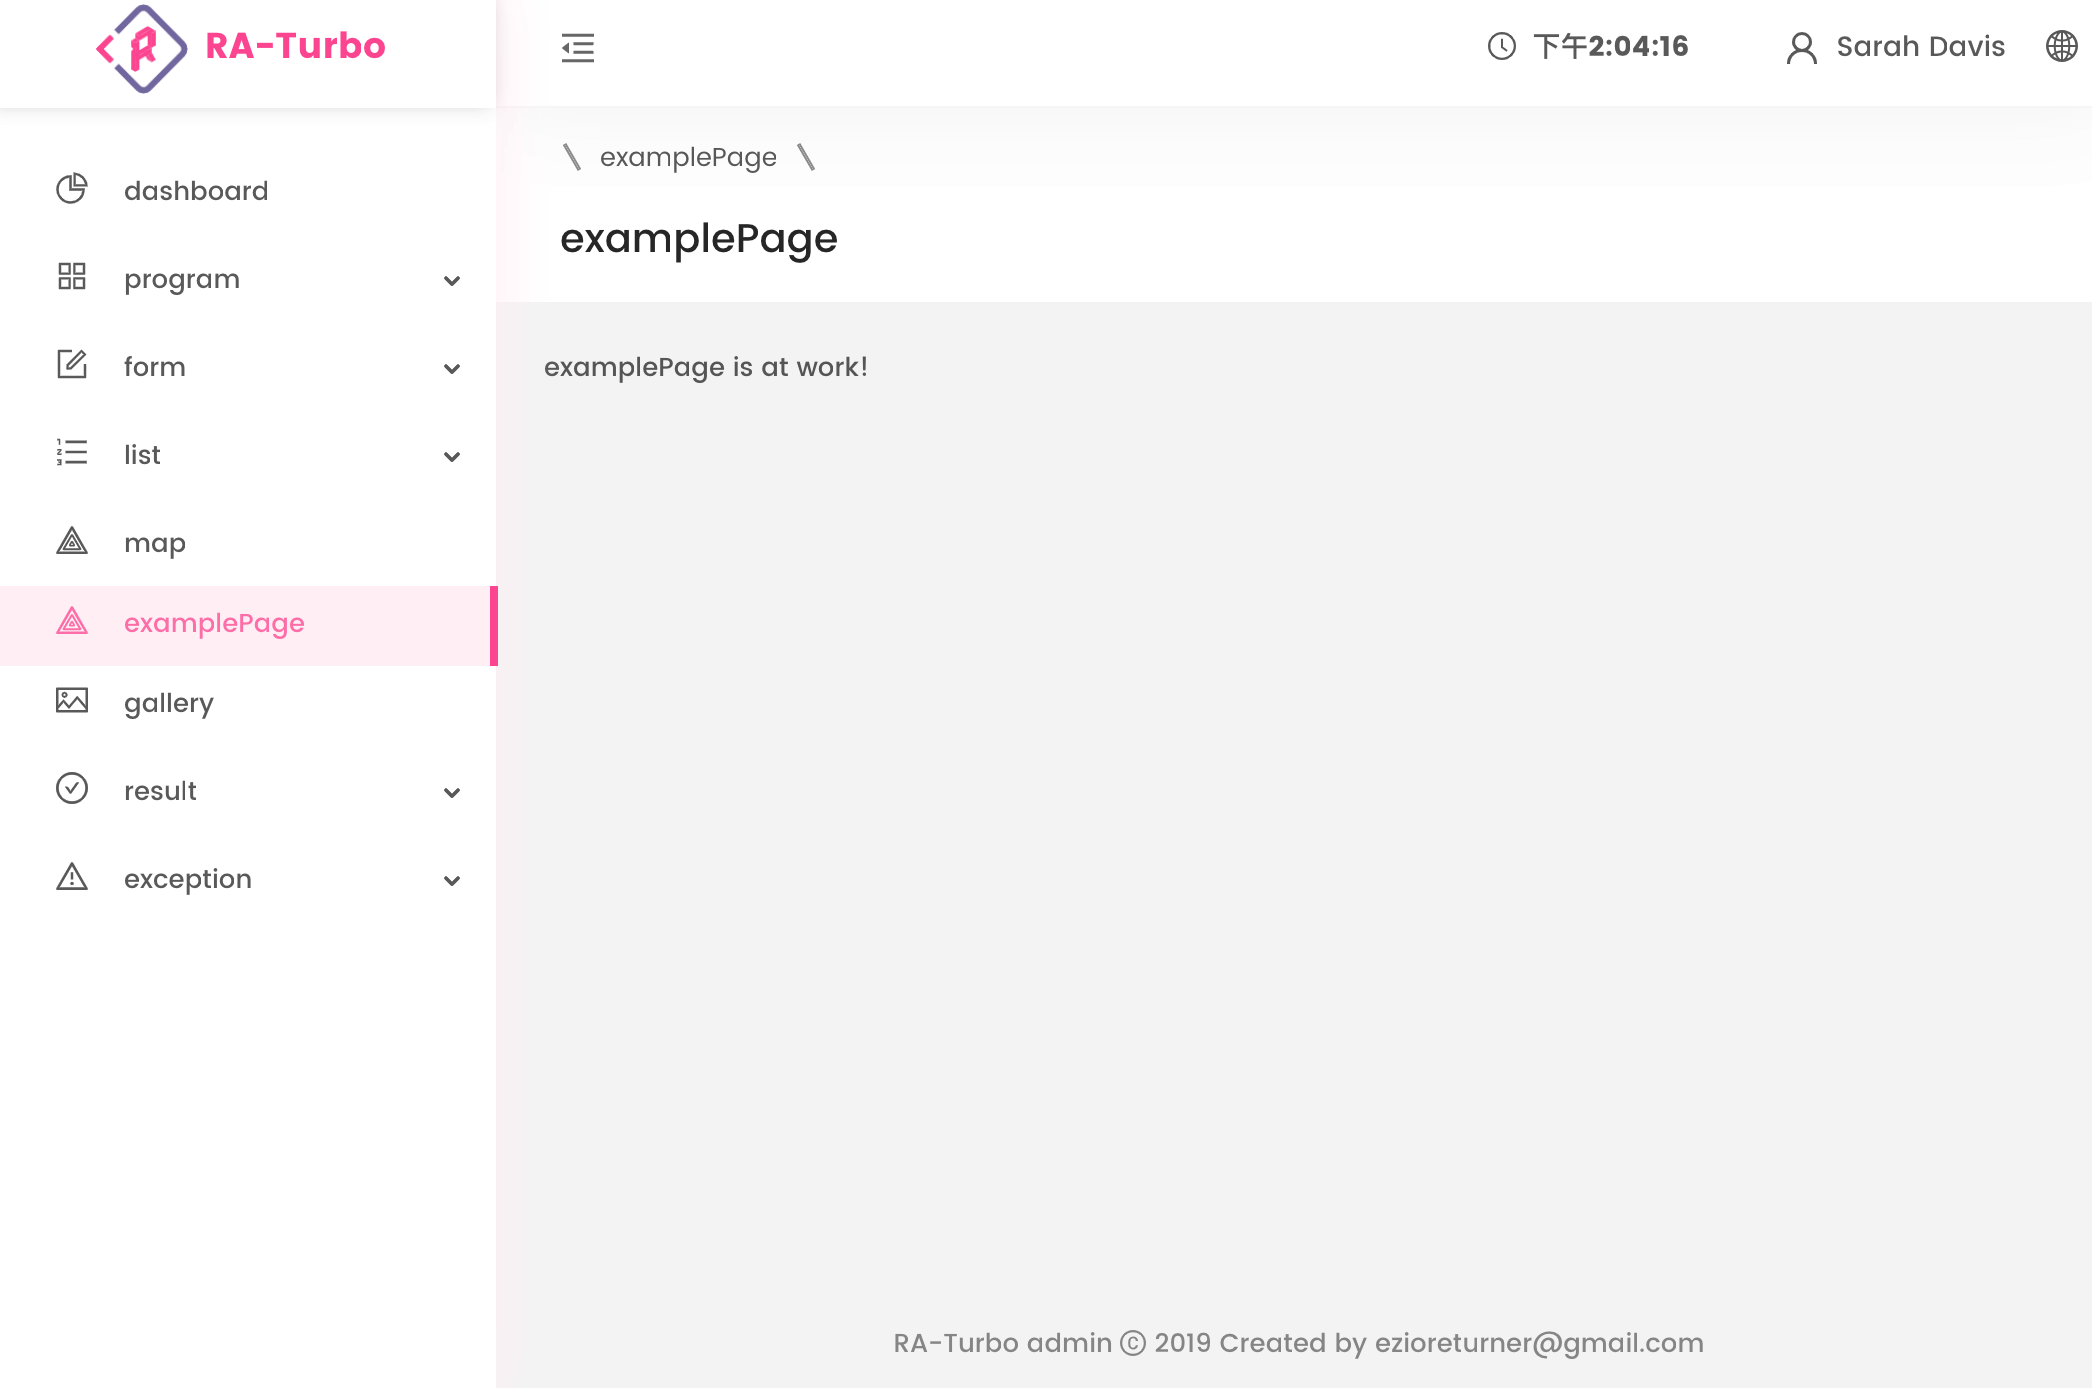 RA-Turbo
下午2:04:16
Sarah Davis
\ examplePage \
examplePage
dashboard
program
form
list
map
examplePage
gallery
result
exception
examplePage is at work!
RA-Turbo admin © 2019 Created by ezioreturner@gmail.com